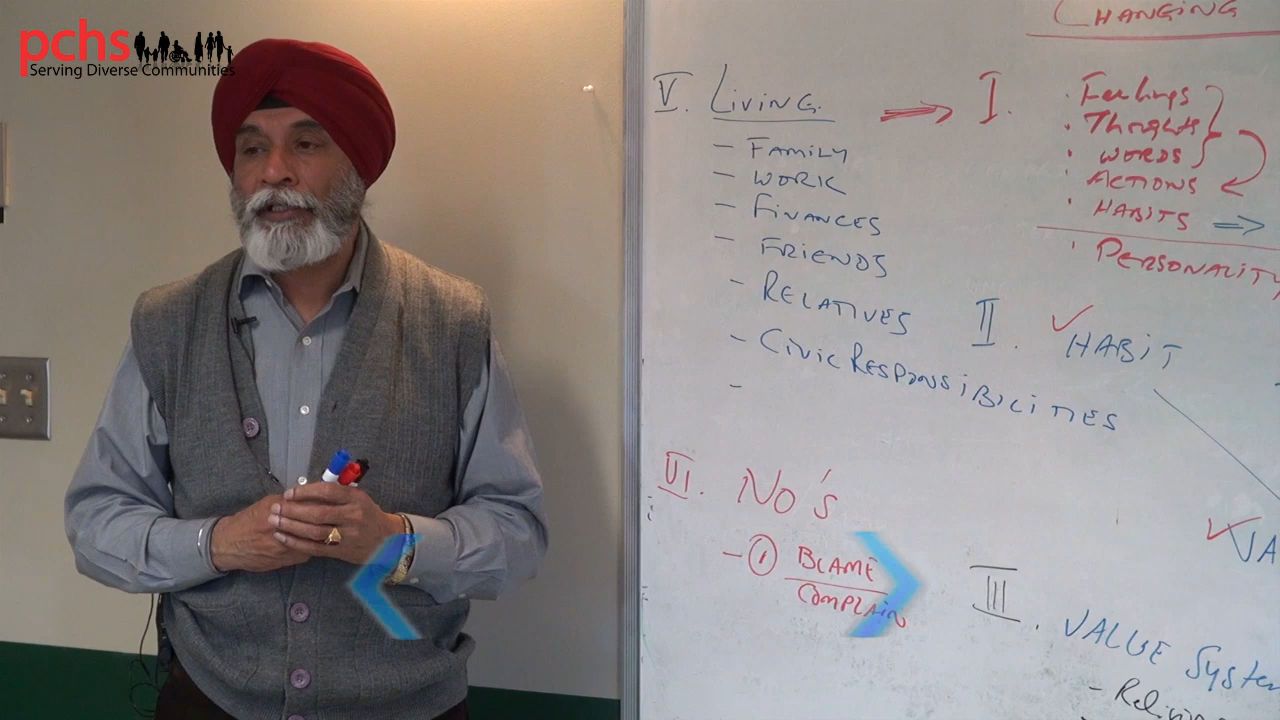 pchs
Serving Diverse Communities
CHANGING
V. LIVING
- FAMILY
- WORK
- FINANCES
- FRIENDS
- RELATIVES
- CIVIC RESPONSIBILITIES
-
I.
· Feelings
· Thoughts
· WORDS
· ACTIONS
· HABITS
· PERSONALITY
II. HABIT
VI. NO'S
- ① BLAME
COMPLAIN
III. VALUE System